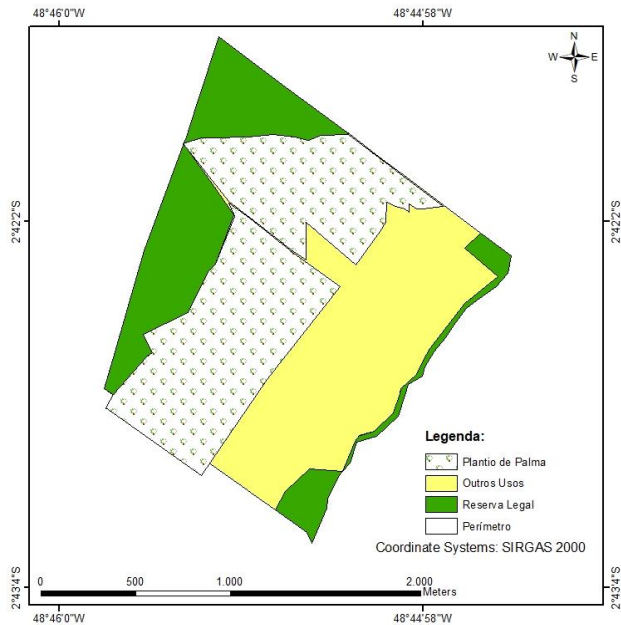 48°46'0"W 48°44'58"W
N
W E
S
2°42'2"S 2°42'2"S
Legenda:
Plantio de Palma
Outros Usos
Reserva Legal
Perímetro
Coordinate Systems: SIRGAS 2000
0 500 1.000 2.000
Meters
2°43'4"S 2°43'4"S
48°46'0"W 48°44'58"W